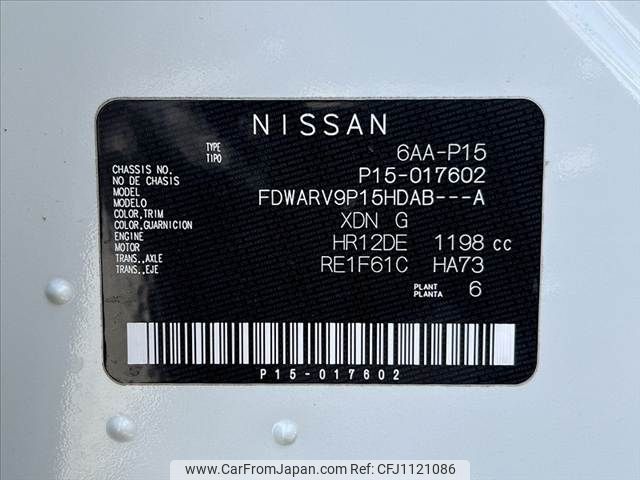 NISSAN
TYPE
TIPO
6AA-P15
CHASSIS NO.
NO DE CHASIS
P15-017602
MODEL
MODELO
FDWARV9P15HDAB---A
COLOR,TRIM
COLOR,GUARNICION
XDN G
ENGINE
MOTOR
HR12DE 1198 cc
TRANS.,AXLE
TRANS.,EJE
RE1F61C HA73
PLANT
PLANTA
6
P15-017602
www.CarFromJapan.com ID:CFJ1121086